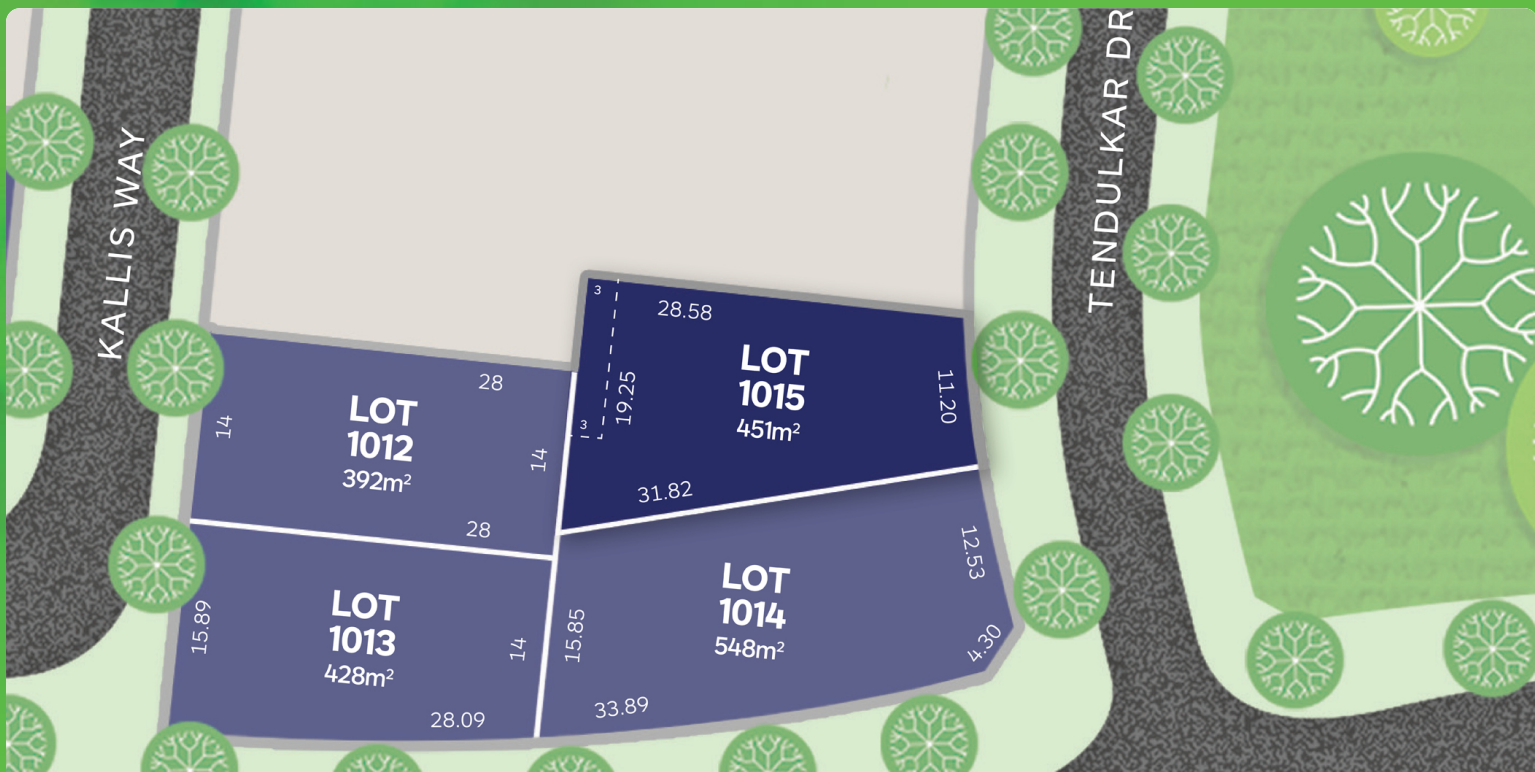 KALLIS WAY
TENDULKAR DR
3
28.58
LOT
1015
451m²
19.25
11.20
3
31.82
28
LOT
1012
392m²
14
14
28
LOT
1013
428m²
15.89
14
28.09
LOT
1014
548m²
12.53
15.85
4.30
33.89